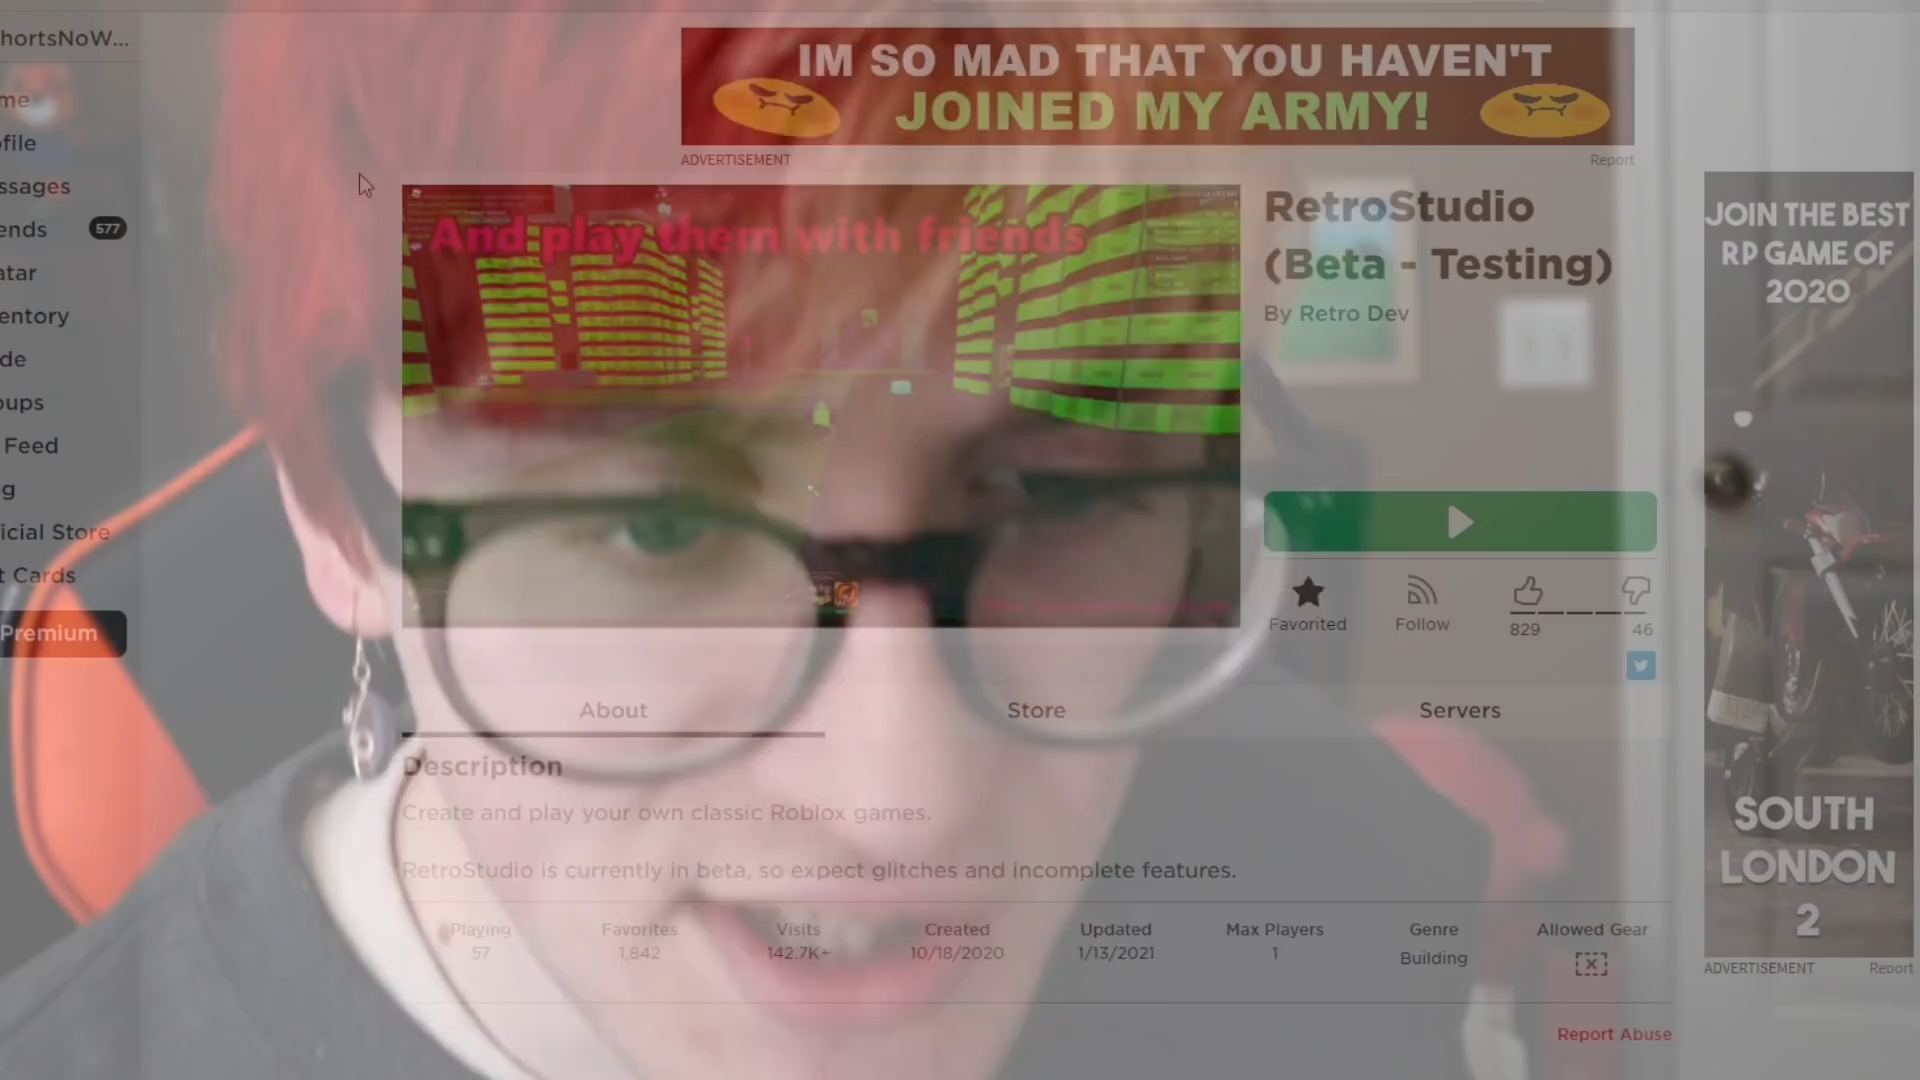 hortsNoW...
me
ofile
ssages
ends
577
atar
entory
de
oups
Feed
g
icial Store
t Cards
Premium
IM SO MAD THAT YOU HAVEN'T
JOINED MY ARMY!
ADVERTISEMENT
Report
And play them with friends
RetroStudio
(Beta - Testing)
By Retro Dev
Favorited
Follow
829
46
About
Store
Servers
Description
Create and play your own classic Roblox games.
RetroStudio is currently in beta, so expect glitches and incomplete features.
Playing
57
Favorites
1,842
Visits
142.7K+
Created
10/18/2020
Updated
1/13/2021
Max Players
1
Genre
Building
Allowed Gear
Report Abuse
JOIN THE BEST
RP GAME OF
2020
SOUTH
LONDON
2
ADVERTISEMENT
Report